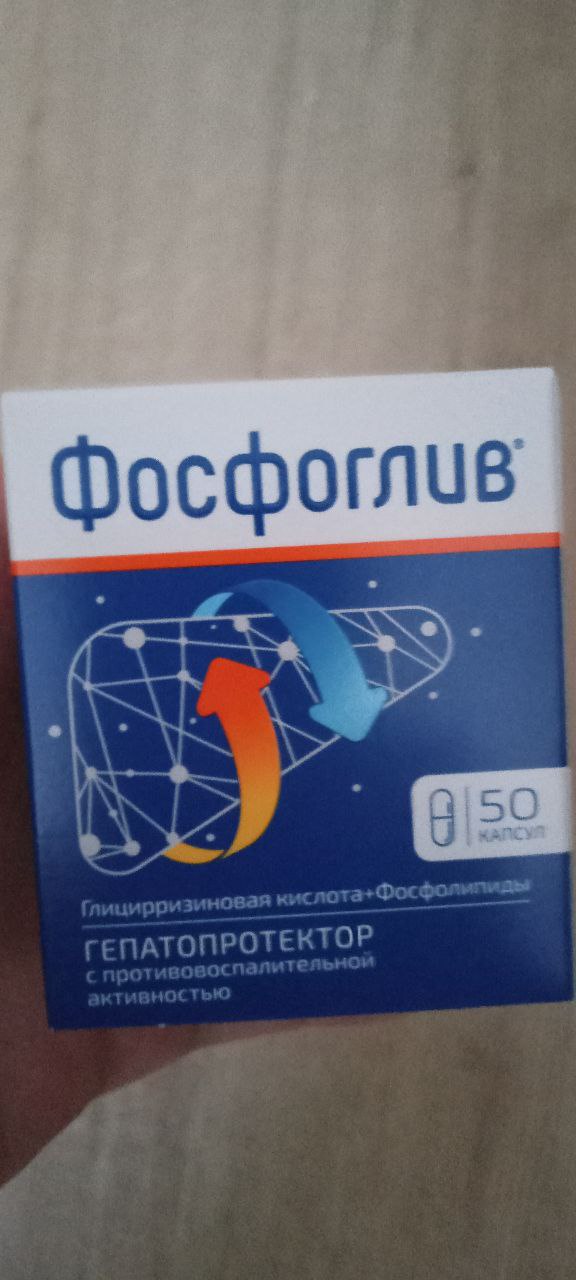 Фосфоглив®
50
КАПСУЛ
Глицирризиновая кислота+Фосфолипиды
ГЕПАТОПРОТЕКТОР
с противовоспалительной
активностью